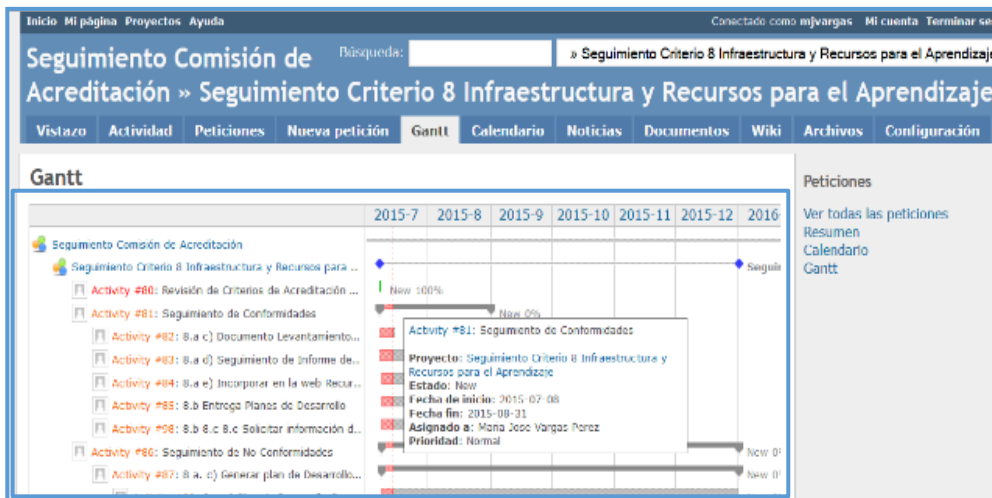 Inicio Mi página Proyectos Ayuda
Conectado como mjvargas Mi cuenta Terminar se
Seguimiento Comisión de
Búsqueda:
» Seguimiento Criterio 8 Infraestructura y Recursos para el Aprendizaje
Acreditación » Seguimiento Criterio 8 Infraestructura y Recursos para el Aprendizaje
Vistazo Actividad Peticiones Nueva petición Gantt Calendario Noticias Documentos Wiki Archivos Configuración
Gantt
2015-7 2015-8 2015-9 2015-10 2015-11 2015-12 2016-
Seguimiento Comisión de Acreditación
Seguimiento Criterio 8 Infraestructura y Recursos para ...
Seguim
Activity #80: Revisión de Criterios de Acreditación ...
New 100%
Activity #81: Seguimiento de Conformidades
New 0%
Activity #82: 8.a c) Documento Levantamiento...
Activity #83: 8.a d) Seguimiento de Informe de...
Activity #84: 8.a e) Incorporar en la web Recur...
Activity #85: 8.b Entrega Planes de Desarrollo
Activity #98: 8.b 8.c 8.c Solicitar información d...
Activity #86: Seguimiento de No Conformidades
New 0
Activity #87: 8 a. c) Generar plan de Desarrollo...
New 0
Activity #81: Seguimiento de Conformidades
Proyecto: Seguimiento Criterio 8 Infraestructura y
Recursos para el Aprendizaje
Estado: New
Fecha de inicio: 2015-07-08
Fecha fin: 2015-08-31
Asignado a: Maria Jose Vargas Perez
Prioridad: Normal
Peticiones
Ver todas las peticiones
Resumen
Calendario
Gantt